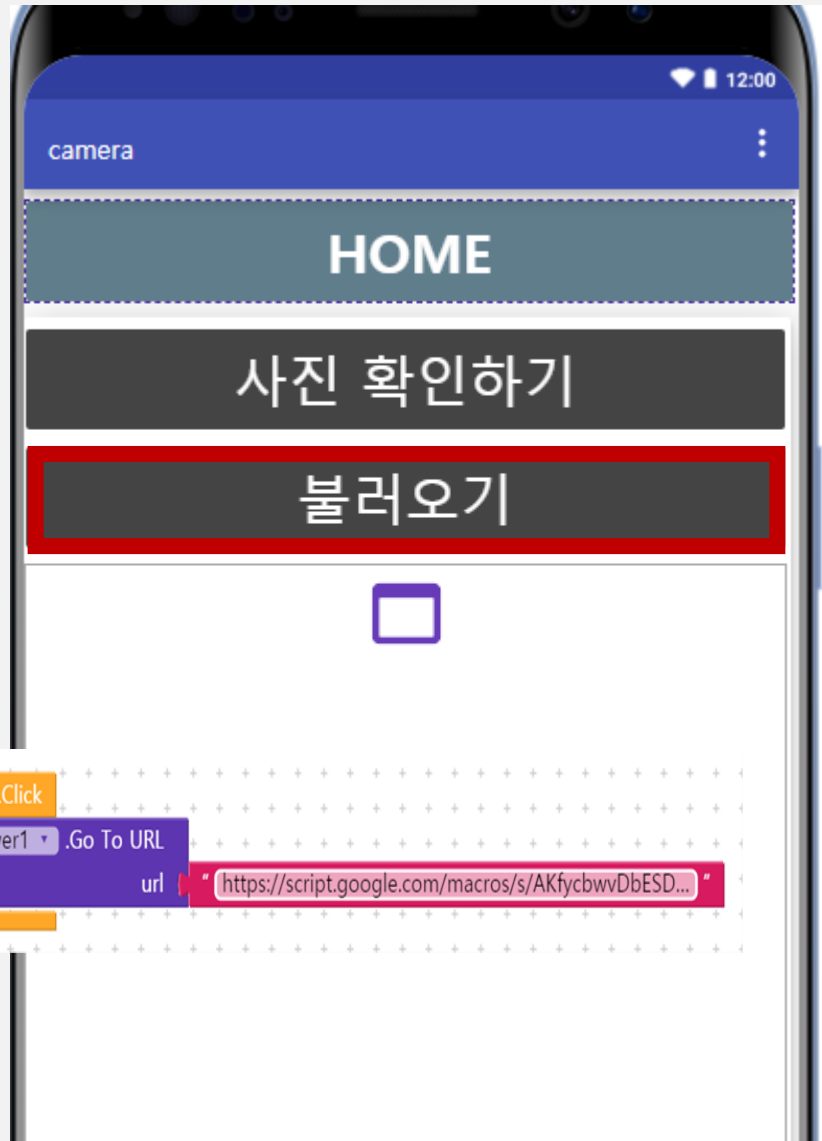 12:00
camera
HOME
사진 확인하기
불러오기
.Click
er1 .Go To URL
url " https://script.google.com/macros/s/AKfycbwvDbESD... "